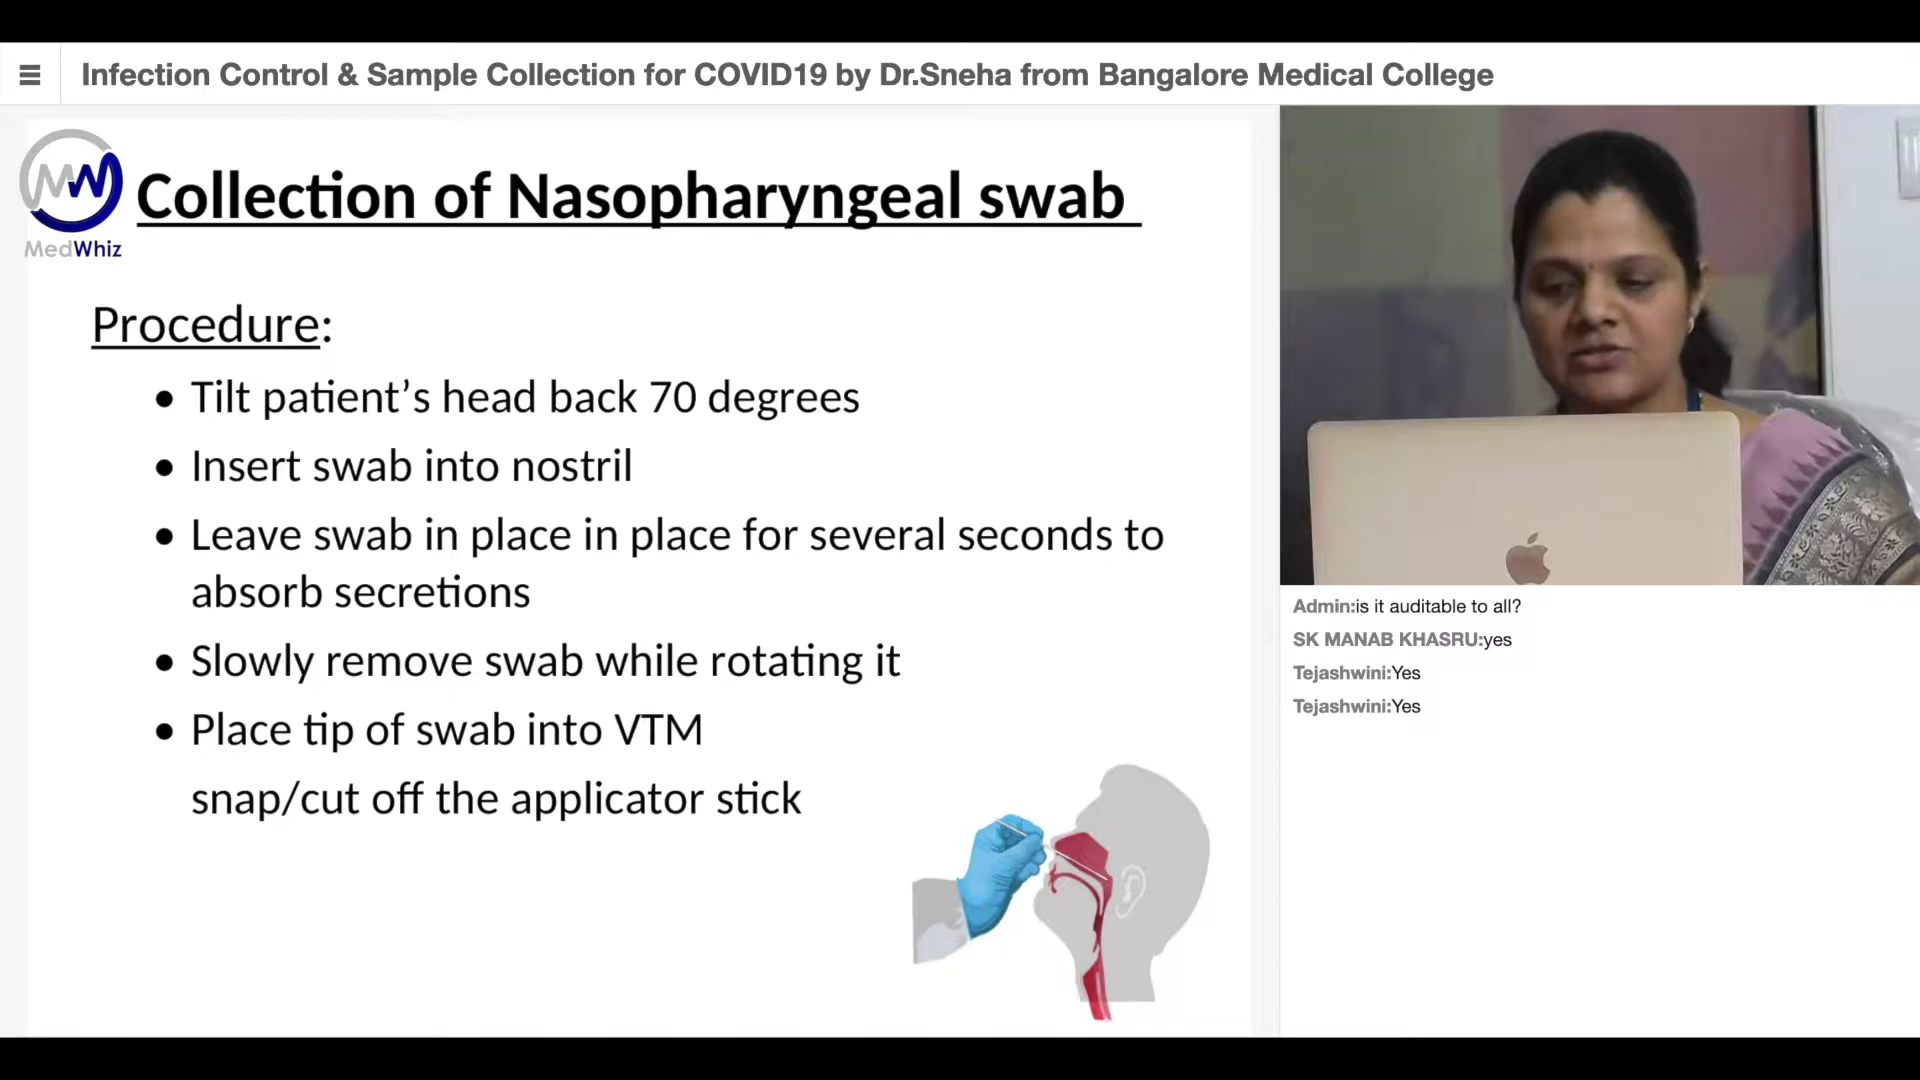 Infection Control & Sample Collection for COVID19 by Dr.Sneha from Bangalore Medical College
MW
MedWhiz
Collection of Nasopharyngeal swab
Procedure:
• Tilt patient’s head back 70 degrees
• Insert swab into nostril
• Leave swab in place in place for several seconds to
absorb secretions
• Slowly remove swab while rotating it
• Place tip of swab into VTM
snap/cut off the applicator stick
Admin:is it auditable to all?
SK MANAB KHASRU:yes
Tejashwini:Yes
Tejashwini:Yes